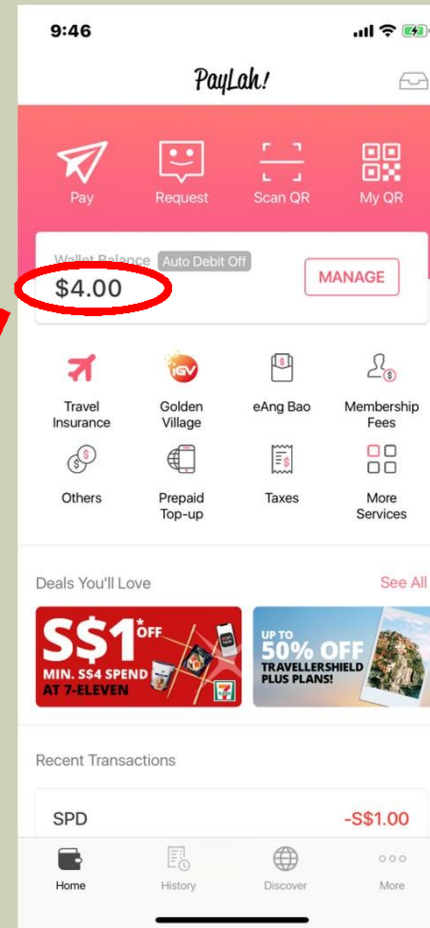 9:46
PayLah!
Pay Request Scan QR My QR
Wallet Balance Auto Debit Off
$4.00
MANAGE
Travel Insurance
Golden Village
eAng Bao
Membership Fees
Others
Prepaid Top-up
Taxes
More Services
Deals You'll Love See All
S$1* OFF
MIN. S$4 SPEND
AT 7-ELEVEN
UP TO
50% OFF
TRAVELLERSHIELD
PLUS PLANS!
Recent Transactions
SPD -S$1.00
Home History Discover More